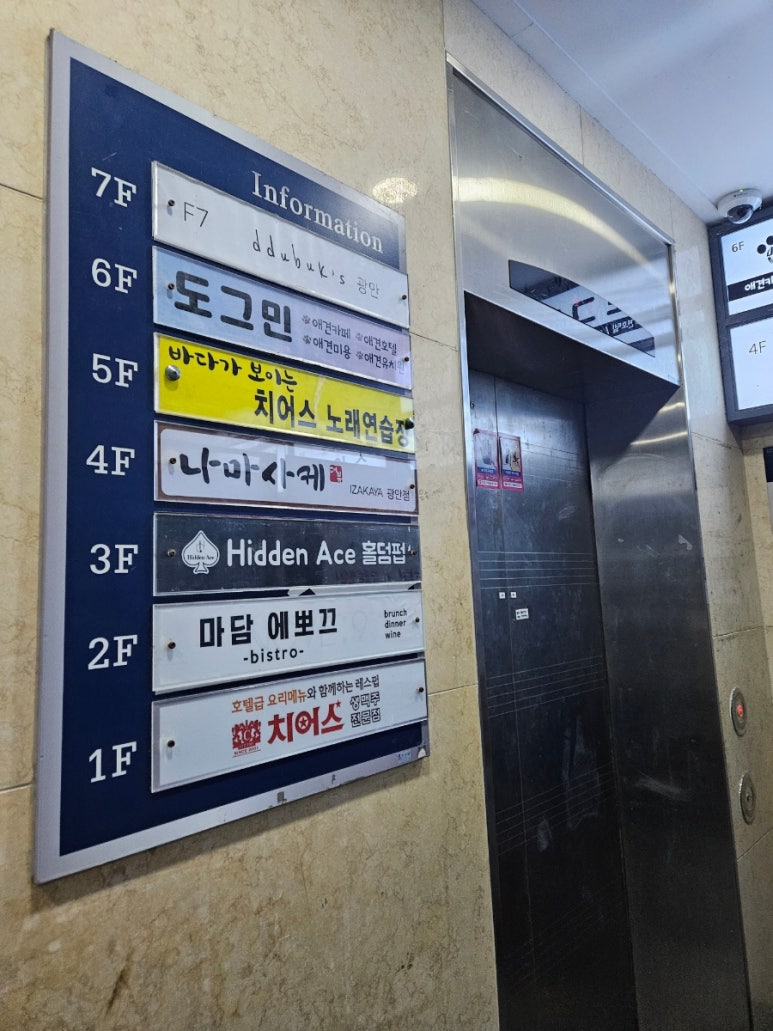 Information
7F
F7 ddubuk's 광안
6F
도그민
애견카페 애견호텔
애견미용 애견유치원
5F
바다가 보이는
치어스 노래연습장
4F
나마사케
IZAKAYA 광안점
3F
Hidden Ace
Hidden Ace 홀덤펍
2F
마담 에뽀끄
-bistro-
brunch
dinner
wine
1F
호텔급 요리메뉴와 함께하는 레스펍
치어스
생맥주
전문점
SINCE 2001
6F
애견카
4F